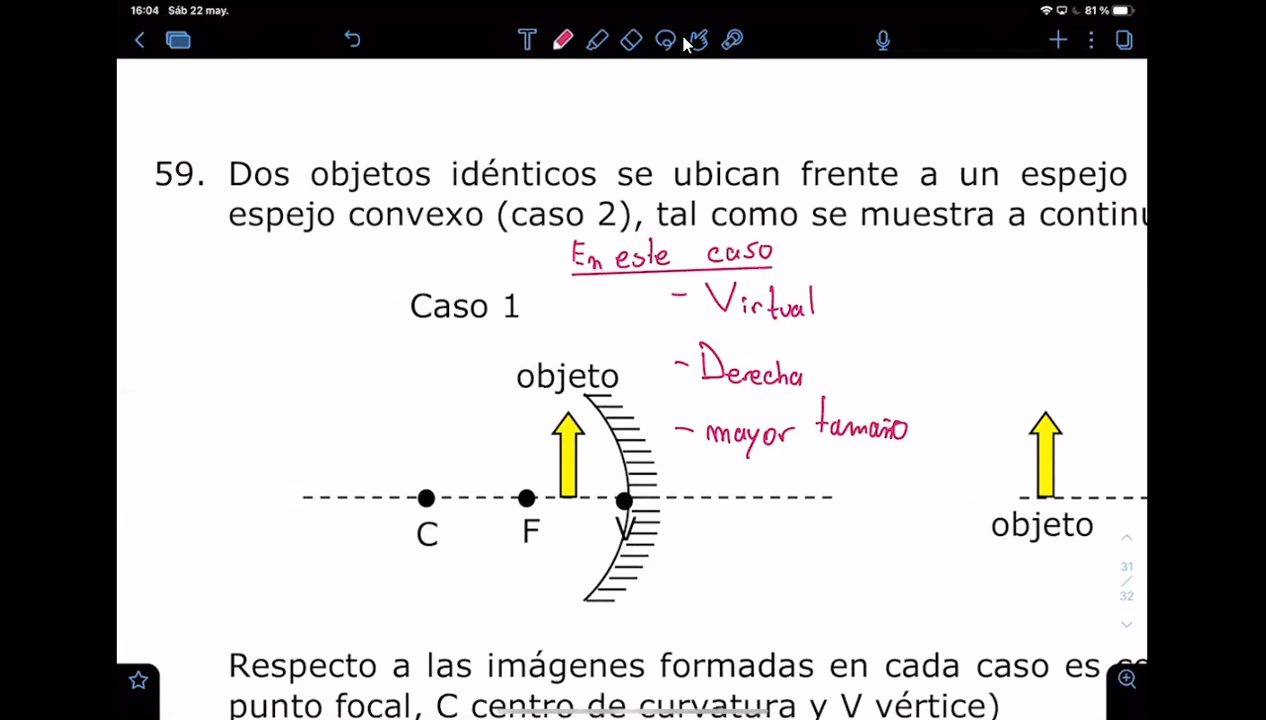 16:04 Sáb 22 may.
81 %
59. Dos objetos idénticos se ubican frente a un espejo
espejo convexo (caso 2), tal como se muestra a continu
En este caso
Caso 1
- Virtual
objeto
- Derecha
- mayor tamaño
C
F
V
objeto
31
/
32
Respecto a las imágenes formadas en cada caso es
punto focal, C centro de curvatura y V vértice)